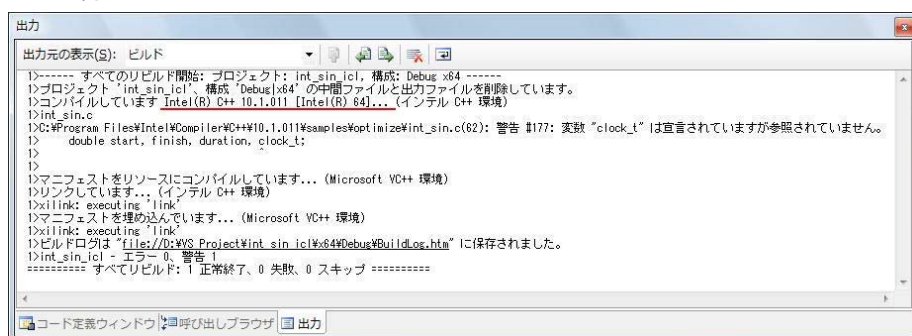 出力
出力元の表示(S): ビルド
1>------ すべてのリビルド開始: プロジェクト: int_sin_icl, 構成: Debug x64 ------
1>プロジェクト 'int_sin_icl'、構成 'Debug|x64' の中間ファイルと出力ファイルを削除しています。
1>コンパイルしています Intel(R) C++ 10.1.011 [Intel(R) 64]... (インテル C++ 環境)
1>int_sin.c
1>C:¥Program Files¥Intel¥Compiler¥C++¥10.1.011¥samples¥optimize¥int_sin.c(62): 警告 #177: 変数 "clock_t" は宣言されていますが参照されていません。
1>    double start, finish, duration, clock_t;
1>                                    ^
1>
1>マニフェストをリソースにコンパイルしています... (Microsoft VC++ 環境)
1>リンクしています... (インテル C++ 環境)
1>xilink: executing 'link'
1>マニフェストを埋め込んでいます... (Microsoft VC++ 環境)
1>xilink: executing 'link'
1>ビルドログは "file://D:¥VS Project¥int_sin_icl¥x64¥Debug¥BuildLog.htm" に保存されました。
1>int_sin_icl - エラー 0、警告 1
========== すべてリビルド: 1 正常終了、0 失敗、0 スキップ ==========
コード定義ウィンドウ 呼び出しブラウザ 出力